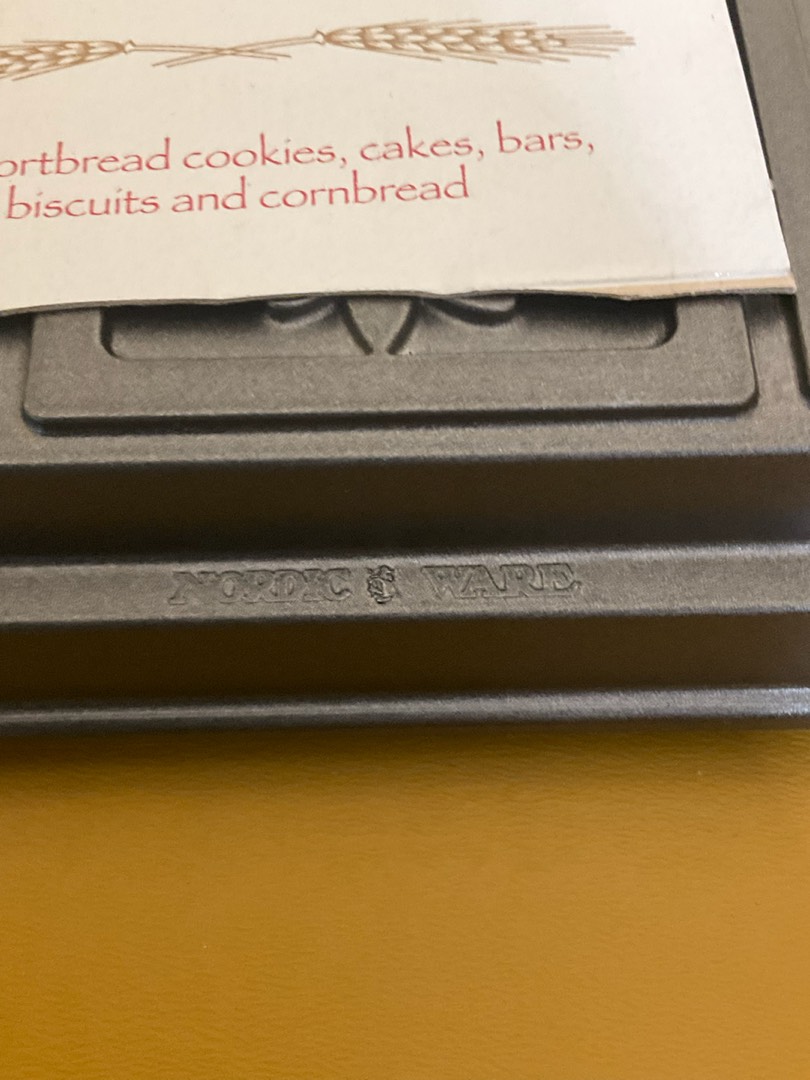 ortbread cookies, cakes, bars,
biscuits and cornbread
NORDIC WARE